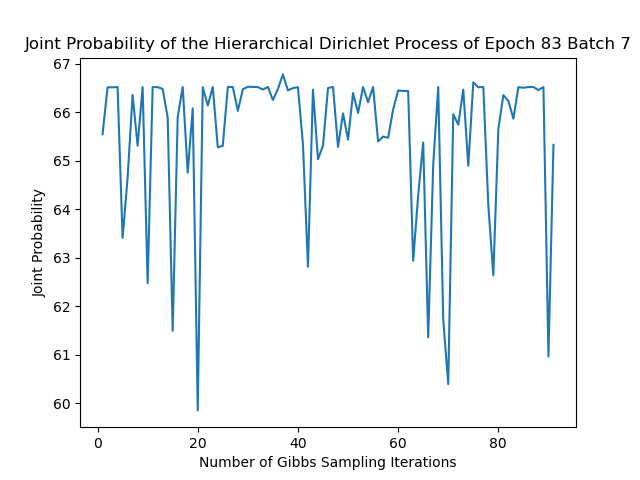 Joint Probability of the Hierarchical Dirichlet Process of Epoch 83 Batch 7
67
66
65
64
63
62
61
60
Joint Probability
0 20 40 60 80
Number of Gibbs Sampling Iterations